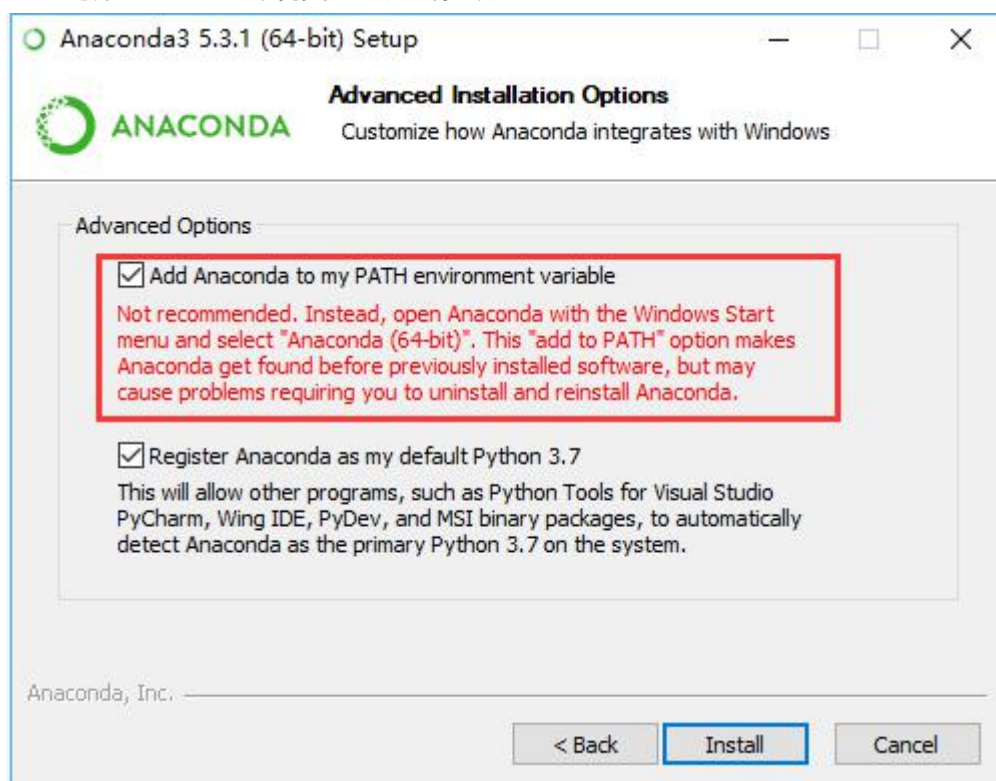 Anaconda3 5.3.1 (64-bit) Setup
ANACONDA
Advanced Installation Options
Customize how Anaconda integrates with Windows
Advanced Options
Add Anaconda to my PATH environment variable
Not recommended. Instead, open Anaconda with the Windows Start
menu and select "Anaconda (64-bit)". This "add to PATH" option makes
Anaconda get found before previously installed software, but may
cause problems requiring you to uninstall and reinstall Anaconda.
Register Anaconda as my default Python 3.7
This will allow other programs, such as Python Tools for Visual Studio
PyCharm, Wing IDE, PyDev, and MSI binary packages, to automatically
detect Anaconda as the primary Python 3.7 on the system.
Anaconda, Inc.
< Back
Install
Cancel